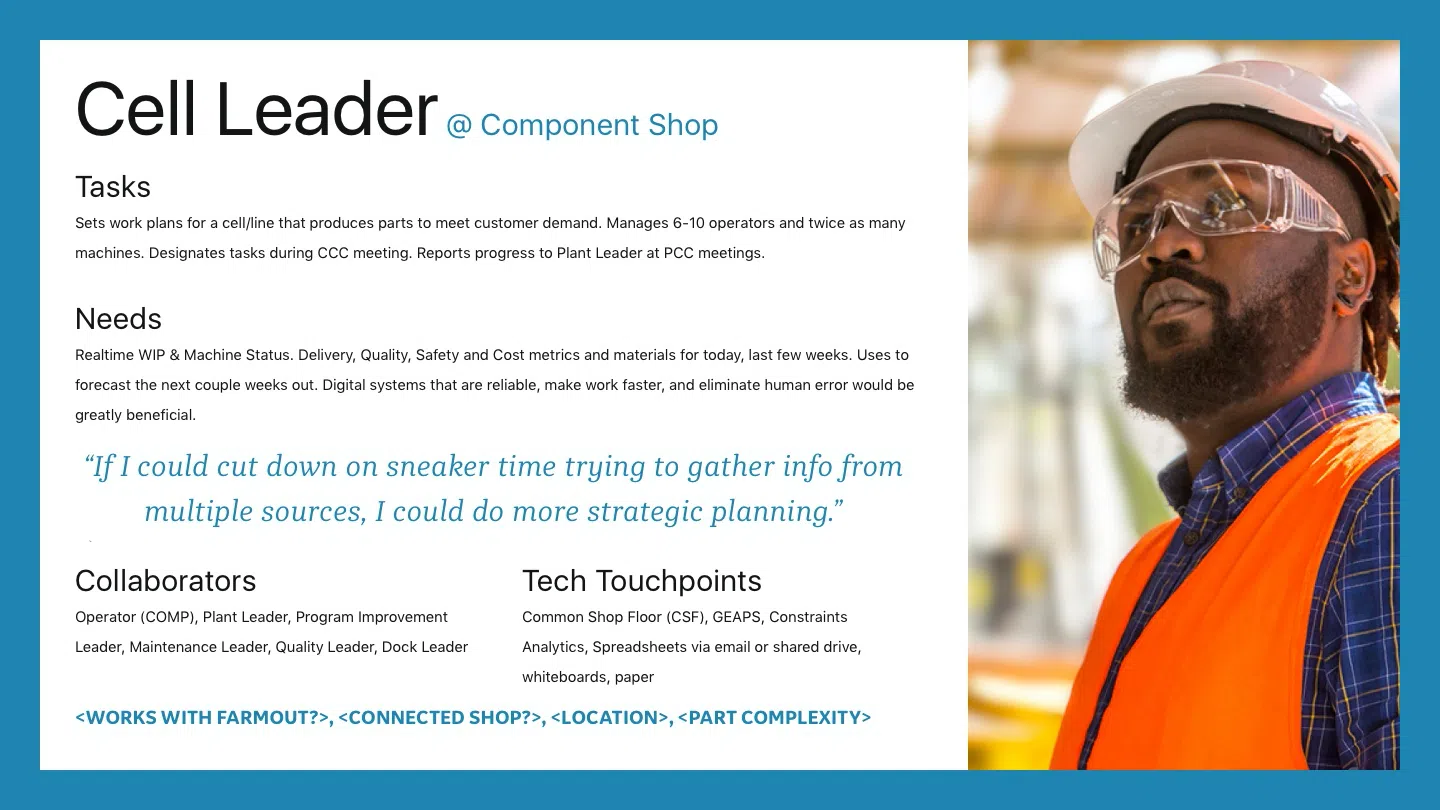 Cell Leader @ Component Shop
Tasks
Sets work plans for a cell/line that produces parts to meet customer demand. Manages 6-10 operators and twice as many
machines. Designates tasks during CCC meeting. Reports progress to Plant Leader at PCC meetings.
Needs
Realtime WIP & Machine Status. Delivery, Quality, Safety and Cost metrics and materials for today, last few weeks. Uses to
forecast the next couple weeks out. Digital systems that are reliable, make work faster, and eliminate human error would be
greatly beneficial.
“If I could cut down on sneaker time trying to gather info from
multiple sources, I could do more strategic planning.”
Collaborators
Operator (COMP), Plant Leader, Program Improvement
Leader, Maintenance Leader, Quality Leader, Dock Leader
Tech Touchpoints
Common Shop Floor (CSF), GEAPS, Constraints
Analytics, Spreadsheets via email or shared drive,
whiteboards, paper
<WORKS WITH FARMOUT?>, <CONNECTED SHOP?>, <LOCATION>, <PART COMPLEXITY>